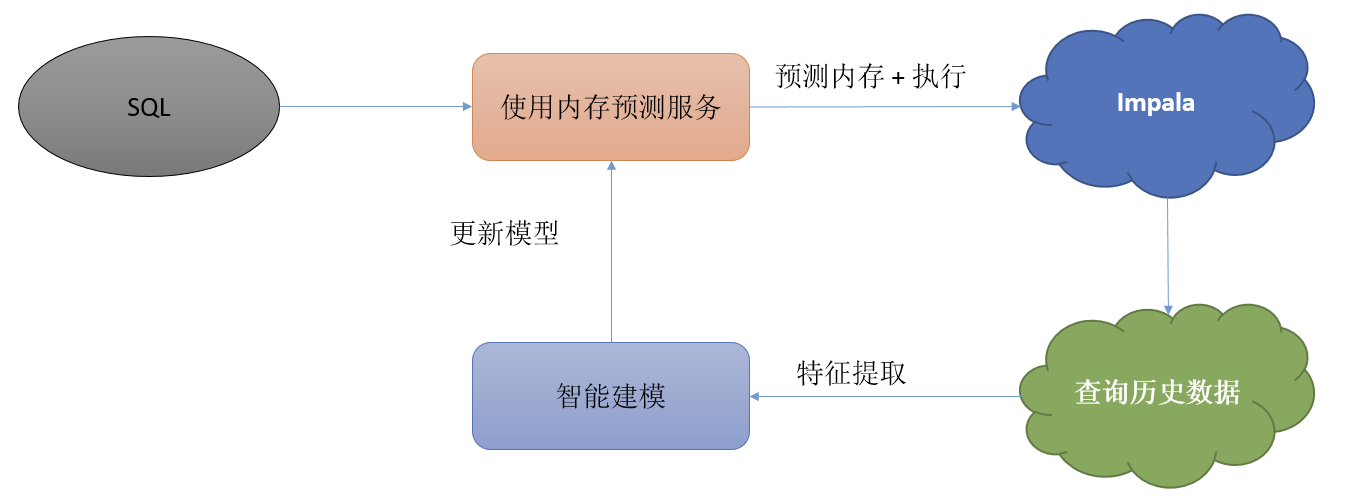 SQL
使用内存预测服务
预测内存 + 执行
Impala
更新模型
智能建模
特征提取
查询历史数据